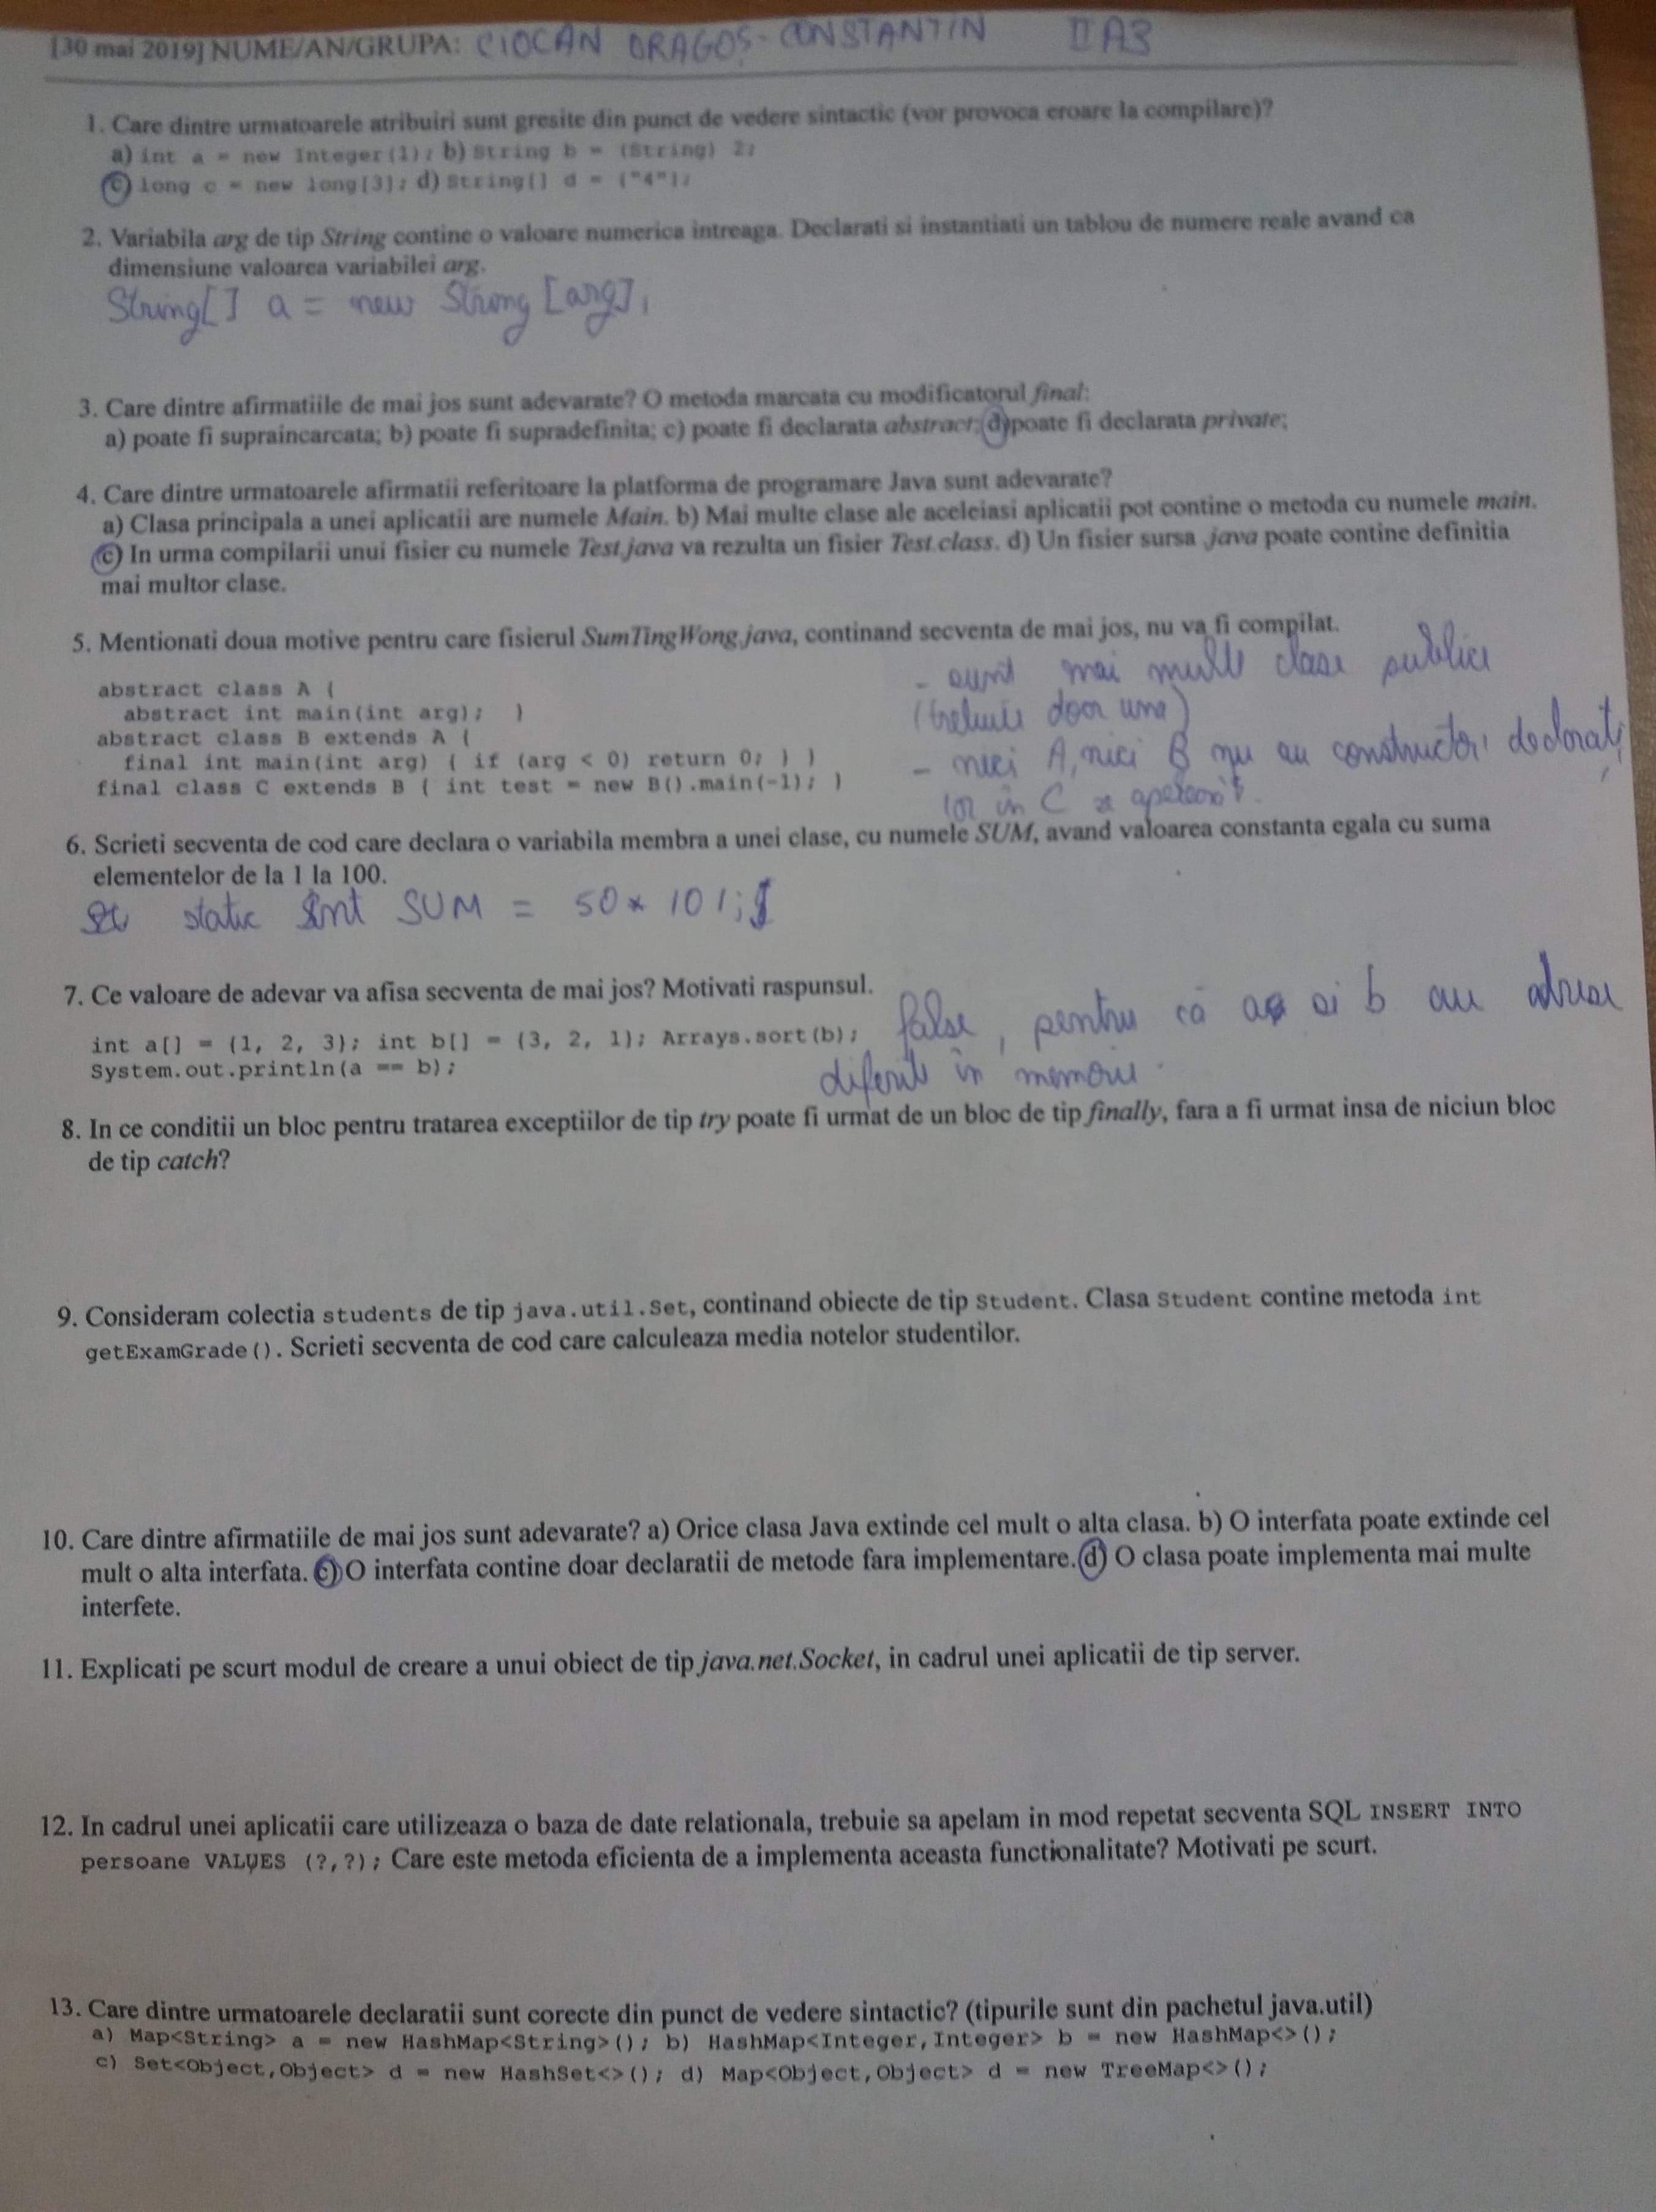 [30 mai 2019] NUME/AN/GRUPA: CIOCAN DRAGOȘ-CONSTANTIN II A3
1. Care dintre urmatoarele atribuiri sunt gresite din punct de vedere sintactic (vor provoca eroare la compilare)?
a) int a = new Integer(1); b) String b = (String) 2;
c) long c = new long[3]; d) String[] d = {"4"};
2. Variabila arg de tip String contine o valoare numerica intreaga. Declarati si instantiati un tablou de numere reale avand ca
dimensiune valoarea variabilei arg.
String[] a = new String [arg];
3. Care dintre afirmatiile de mai jos sunt adevarate? O metoda marcata cu modificatorul final:
a) poate fi supraincarcata; b) poate fi supradefinita; c) poate fi declarata abstract; d) poate fi declarata private;
4. Care dintre urmatoarele afirmatii referitoare la platforma de programare Java sunt adevarate?
a) Clasa principala a unei aplicatii are numele Main. b) Mai multe clase ale aceleiasi aplicatii pot contine o metoda cu numele main.
c) In urma compilarii unui fisier cu numele Test.java va rezulta un fisier Test.class. d) Un fisier sursa .java poate contine definitia
mai multor clase.
5. Mentionati doua motive pentru care fisierul SumTingWong.java, continand secventa de mai jos, nu va fi compilat.
abstract class A {
abstract int main(int arg); }
abstract class B extends A {
final int main(int arg) { if (arg < 0) return 0; } }
final class C extends B { int test = new B().main(-1); }
- sunt mai multe clase publice
(trebuie doar una)
- nici A, nici B nu au constructori declarați,
iar în C se apelează.
6. Scrieti secventa de cod care declara o variabila membra a unei clase, cu numele SUM, avand valoarea constanta egala cu suma
elementelor de la 1 la 100.
static int SUM = 50 * 101;
7. Ce valoare de adevar va afisa secventa de mai jos? Motivati raspunsul.
int a[] = {1, 2, 3}; int b[] = {3, 2, 1}; Arrays.sort(b);
System.out.println(a == b);
false, pentru că a și b au adrese
diferite în memorie.
8. In ce conditii un bloc pentru tratarea exceptiilor de tip try poate fi urmat de un bloc de tip finally, fara a fi urmat insa de niciun bloc
de tip catch?
9. Consideram colectia students de tip java.util.Set, continand obiecte de tip Student. Clasa Student contine metoda int
getExamGrade(). Scrieti secventa de cod care calculeaza media notelor studentilor.
10. Care dintre afirmatiile de mai jos sunt adevarate? a) Orice clasa Java extinde cel mult o alta clasa. b) O interfata poate extinde cel
mult o alta interfata. c) O interfata contine doar declaratii de metode fara implementare. d) O clasa poate implementa mai multe
interfete.
11. Explicati pe scurt modul de creare a unui obiect de tip java.net.Socket, in cadrul unei aplicatii de tip server.
12. In cadrul unei aplicatii care utilizeaza o baza de date relationala, trebuie sa apelam in mod repetat secventa SQL INSERT INTO
persoane VALUES (?,?); Care este metoda eficienta de a implementa aceasta functionalitate? Motivati pe scurt.
13. Care dintre urmatoarele declaratii sunt corecte din punct de vedere sintactic? (tipurile sunt din pachetul java.util)
a) Map<String> a = new HashMap<String>(); b) HashMap<Integer,Integer> b = new HashMap<>();
c) Set<Object,Object> d = new HashSet<>(); d) Map<Object,Object> d = new TreeMap<>();